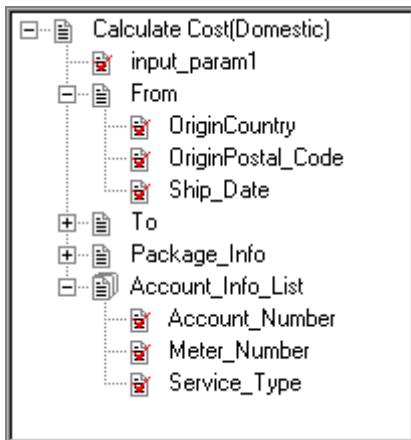 Calculate Cost(Domestic)
input_param1
From
OriginCountry
OriginPostal_Code
Ship_Date
To
Package_Info
Account_Info_List
Account_Number
Meter_Number
Service_Type